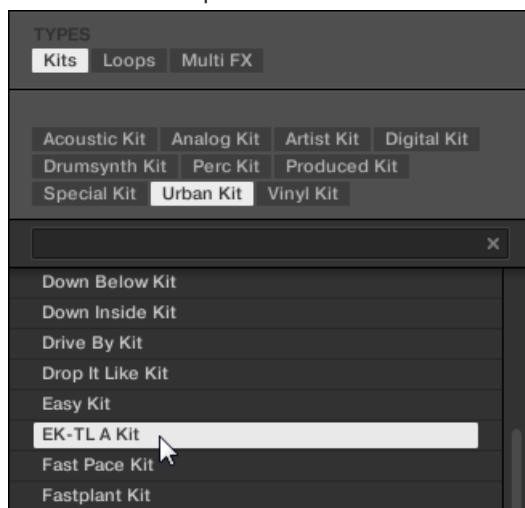 TYPES
Kits Loops Multi FX
Acoustic Kit Analog Kit Artist Kit Digital Kit
Drumsynth Kit Perc Kit Produced Kit
Special Kit Urban Kit Vinyl Kit
Down Below Kit
Down Inside Kit
Drive By Kit
Drop It Like Kit
Easy Kit
EK-TL A Kit
Fast Pace Kit
Fastplant Kit